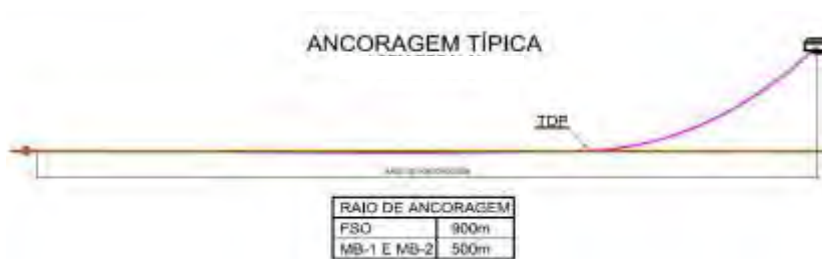 ANCORAGEM TÍPICA
TDP
RAIO DE ANCORAGEM
FSO 900m
MB-1 E MB-2 500m